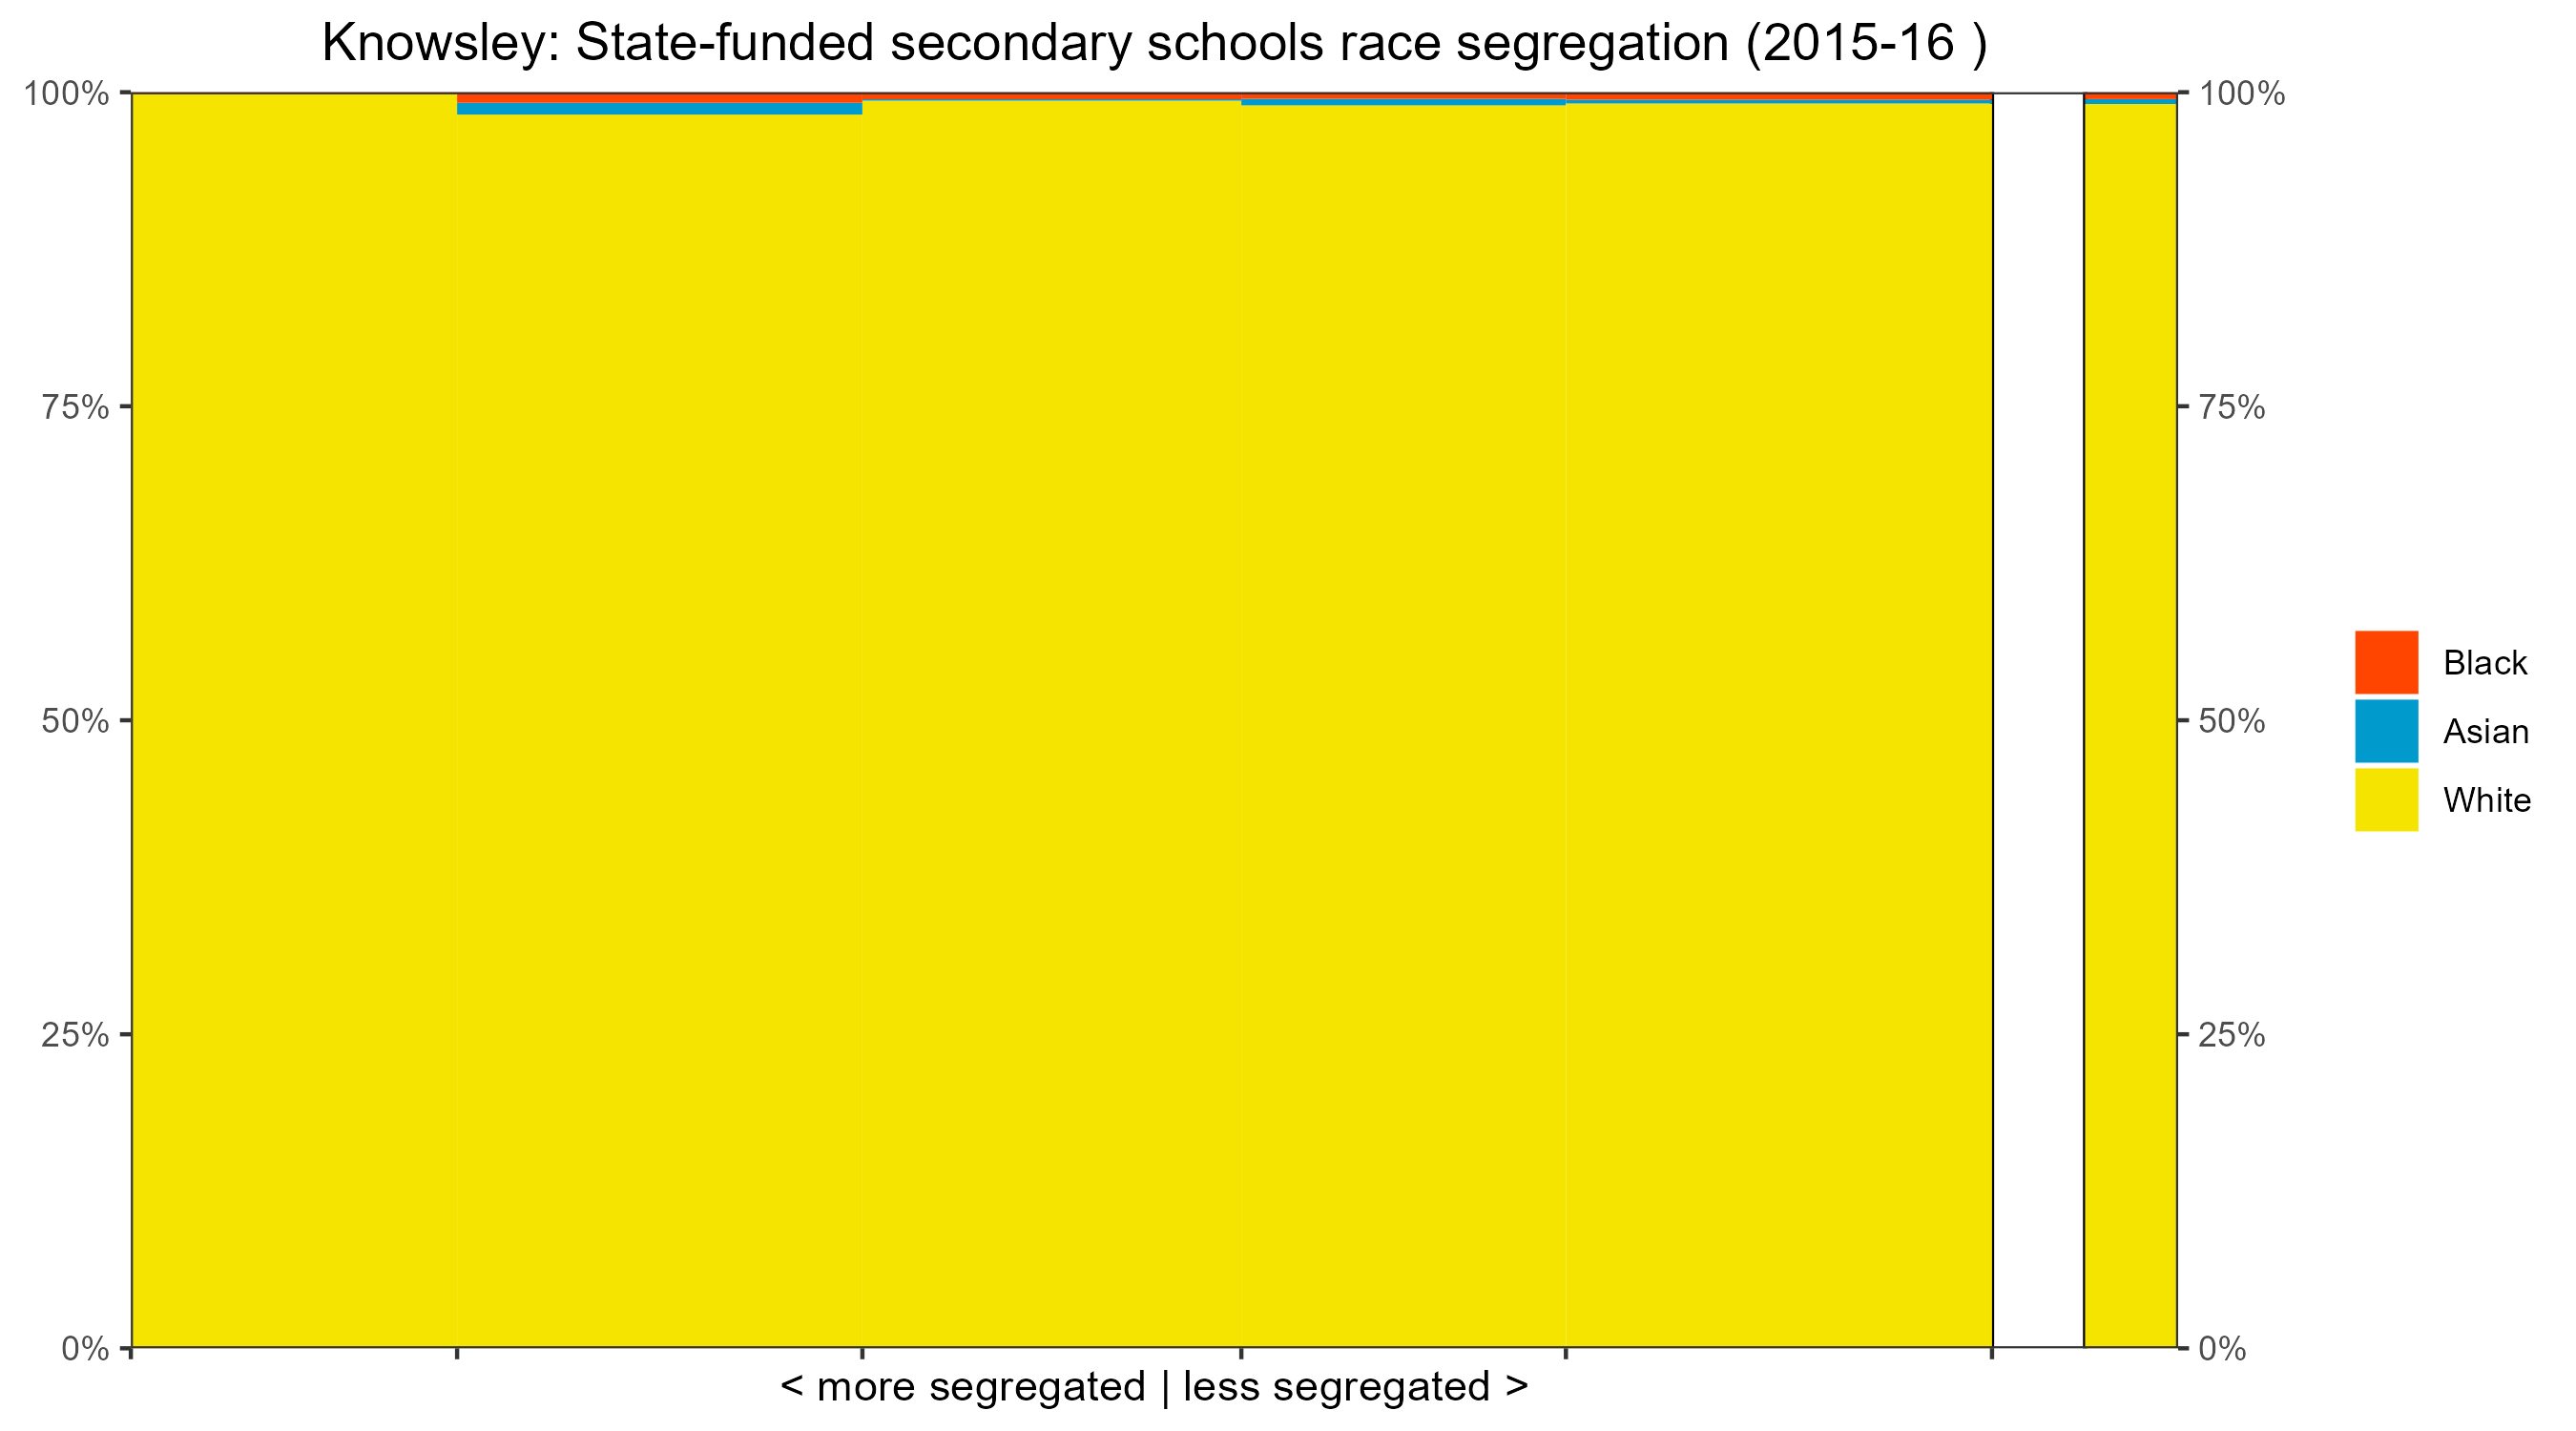 Knowsley: State-funded secondary schools race segregation (2015-16 )
100%
75%
50%
25%
0%
100%
75%
50%
25%
0%
Black
Asian
White
< more segregated | less segregated >